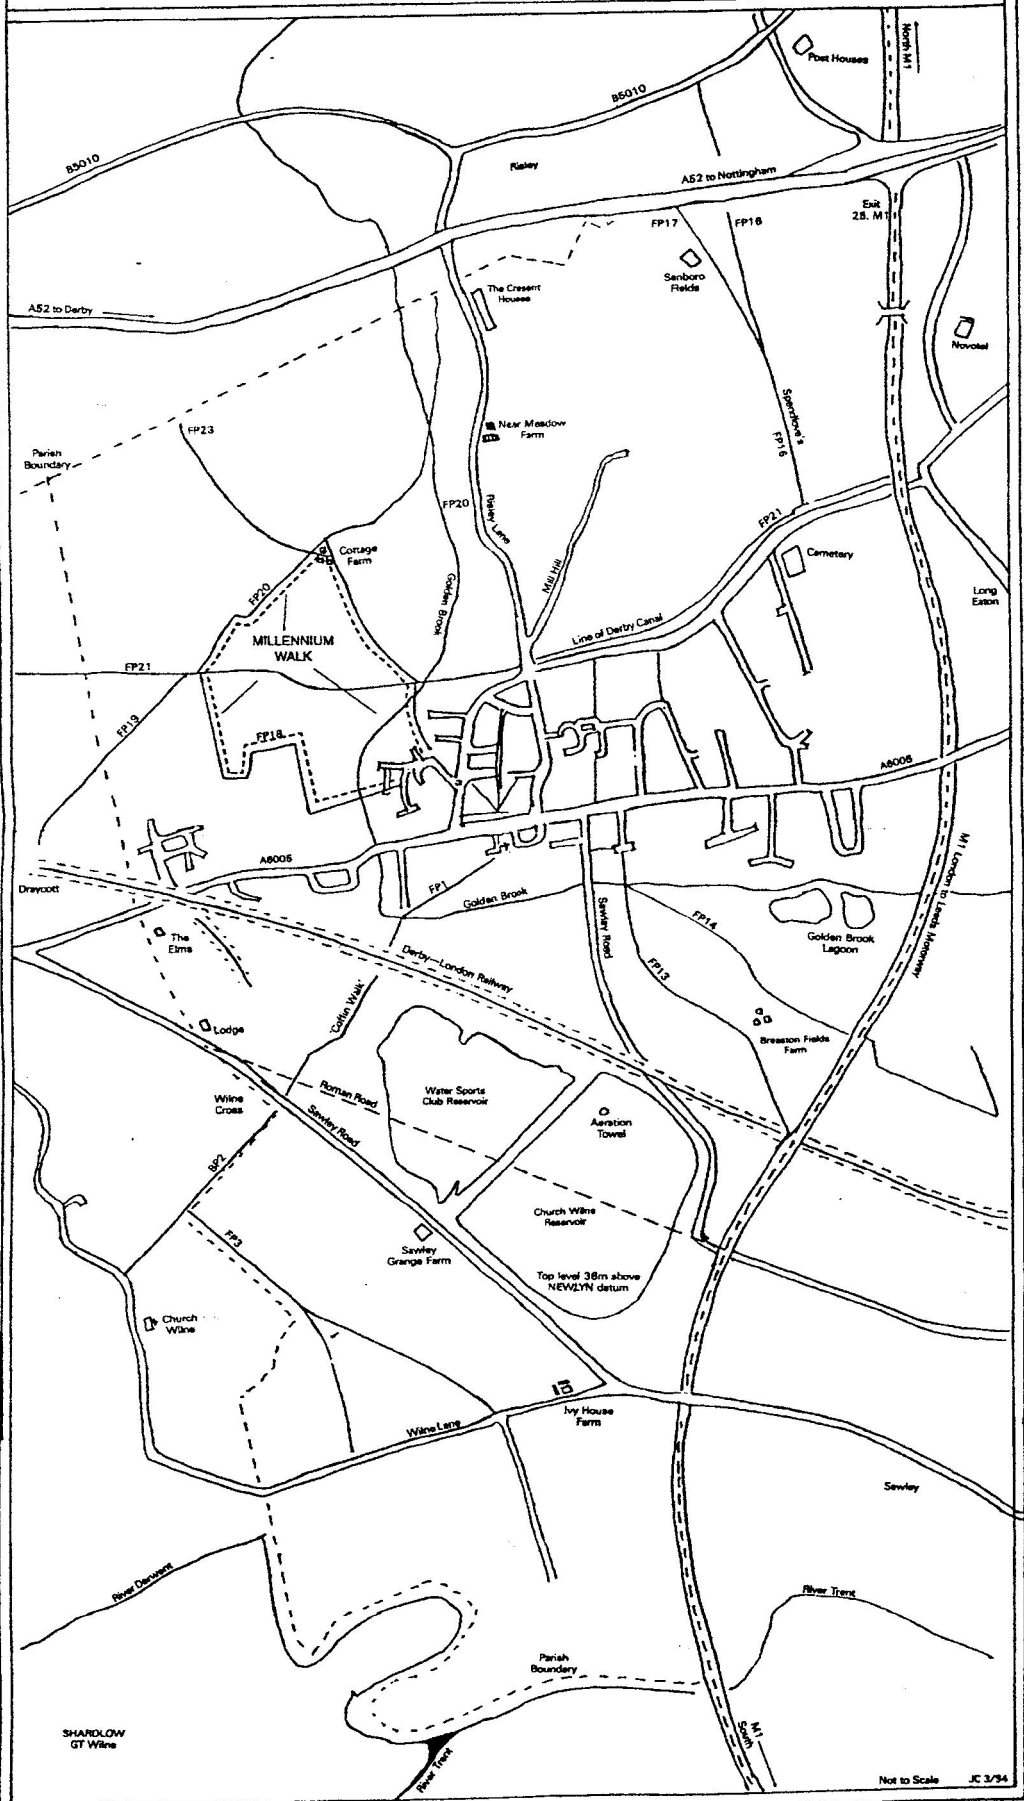 North M1
Post Houses
B5010
B5010
Risley
A52 to Nottingham
Exit
25. M1
FP17
FP16
Sanboro
Fields
The Cresent
Houses
A52 to Derby
Novotel
Spendlove's
FP16
FP23
Near Meadow
Farm
Parish
Boundary
FP20
Risley Lane
FP21
Cottage
Farm
Cemetery
Mill Hill
FP20
Golden Brook
Long
Eaton
Line of Derby Canal
MILLENNIUM
WALK
FP21
FP19
FP18
A6005
A6005
M1 London to Leeds Motorway
Draycott
FP1
Golden Brook
Sawley Road
FP14
Golden Brook
Lagoon
The
Elms
Derby-London Railway
FP13
'Coffin Walk'
Lodge
Breaston Fields
Farm
Wilne
Cross
Roman Road
Water Sports
Club Reservoir
Sawley Road
Aeration
Towel
BP2
Church Wilne
Reservoir
FP3
Sawley
Grange Farm
Top level 38m above
NEWLYN datum
Church
Wilne
Ivy House
Farm
Wilne Lane
Sawley
River Derwent
River Trent
Parish
Boundary
SHARDLOW
GT Wilne
M1
South
River Trent
Not to Scale
JC 3/94